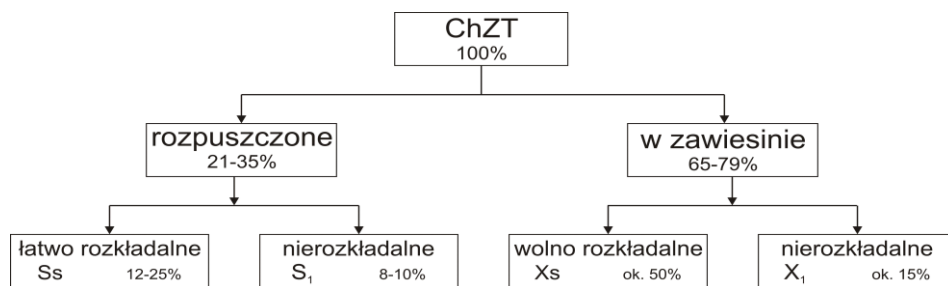 ChZT
100%
rozpuszczone
21-35%
w zawiesinie
65-79%
łatwo rozkładalne
Ss 12-25%
nierozkładalne
S₁ 8-10%
wolno rozkładalne
Xs ok. 50%
nierozkładalne
X₁ ok. 15%